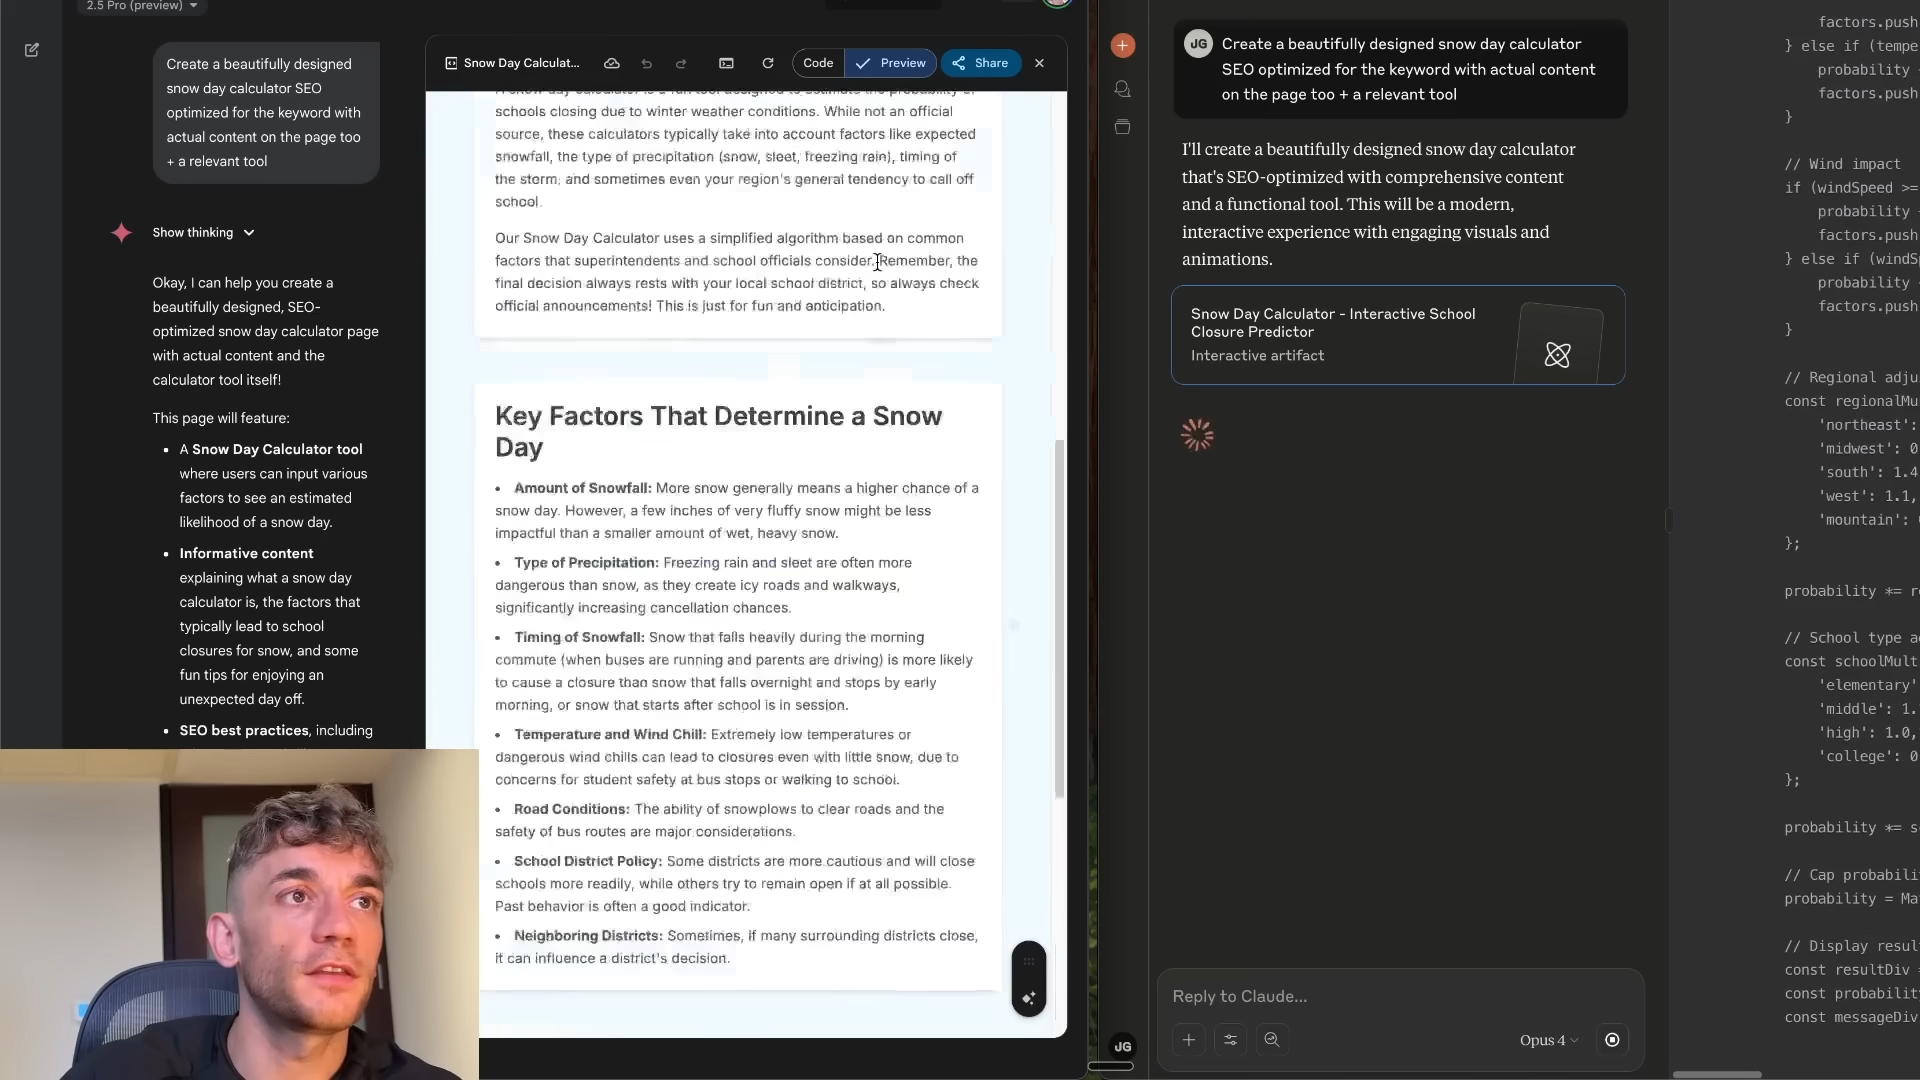 2.5 Pro (preview)
Create a beautifully designed
snow day calculator SEO
optimized for the keyword with
actual content on the page too
+ a relevant tool
Show thinking
Okay, I can help you create a
beautifully designed, SEO-
optimized snow day calculator page
with actual content and the
calculator tool itself!
This page will feature:
• A Snow Day Calculator tool
where users can input various
factors to see an estimated
likelihood of a snow day.
• Informative content
explaining what a snow day
calculator is, the factors that
typically lead to school
closures for snow, and some
fun tips for enjoying an
unexpected day off.
• SEO best practices, including
Snow Day Calculat...
Code
Preview
Share
A snow day calculator is a fun tool designed to estimate the probability of
schools closing due to winter weather conditions. While not an official
source, these calculators typically take into account factors like expected
snowfall, the type of precipitation (snow, sleet, freezing rain), timing of
the storm, and sometimes even your region's general tendency to call off
school.
Our Snow Day Calculator uses a simplified algorithm based on common
factors that superintendents and school officials consider. Remember, the
final decision always rests with your local school district, so always check
official announcements! This is just for fun and anticipation.
Key Factors That Determine a Snow
Day
• Amount of Snowfall: More snow generally means a higher chance of a
snow day. However, a few inches of very fluffy snow might be less
impactful than a smaller amount of wet, heavy snow.
• Type of Precipitation: Freezing rain and sleet are often more
dangerous than snow, as they create icy roads and walkways,
significantly increasing cancellation chances.
• Timing of Snowfall: Snow that falls heavily during the morning
commute (when buses are running and parents are driving) is more likely
to cause a closure than snow that falls overnight and stops by early
morning, or snow that starts after school is in session.
• Temperature and Wind Chill: Extremely low temperatures or
dangerous wind chills can lead to closures even with little snow, due to
concerns for student safety at bus stops or walking to school.
• Road Conditions: The ability of snowplows to clear roads and the
safety of bus routes are major considerations.
• School District Policy: Some districts are more cautious and will close
schools more readily, while others try to remain open if at all possible.
Past behavior is often a good indicator.
• Neighboring Districts: Sometimes, if many surrounding districts close,
it can influence a district's decision.
JG
Create a beautifully designed snow day calculator
SEO optimized for the keyword with actual content
on the page too + a relevant tool
I'll create a beautifully designed snow day calculator
that's SEO-optimized with comprehensive content
and a functional tool. This will be a modern,
interactive experience with engaging visuals and
animations.
Snow Day Calculator - Interactive School
Closure Predictor
Interactive artifact
Reply to Claude...
Opus 4
JG
factors.push
} else if (tempe
probability
factors.push
}
// Wind impact
if (windSpeed >=
probability
factors.push
} else if (windS
probability
factors.push
}
// Regional adju
const regionalMu
'northeast':
'midwest': 0
'south': 1.4
'west': 1.1,
'mountain':
};
probability *= r
// School type a
const schoolMult
'elementary'
'middle': 1.
'high': 1.0,
'college': 0
};
probability *= s
// Cap probabili
probability = Ma
// Display resul
const resultDiv =
const probabilit
const messageDiv